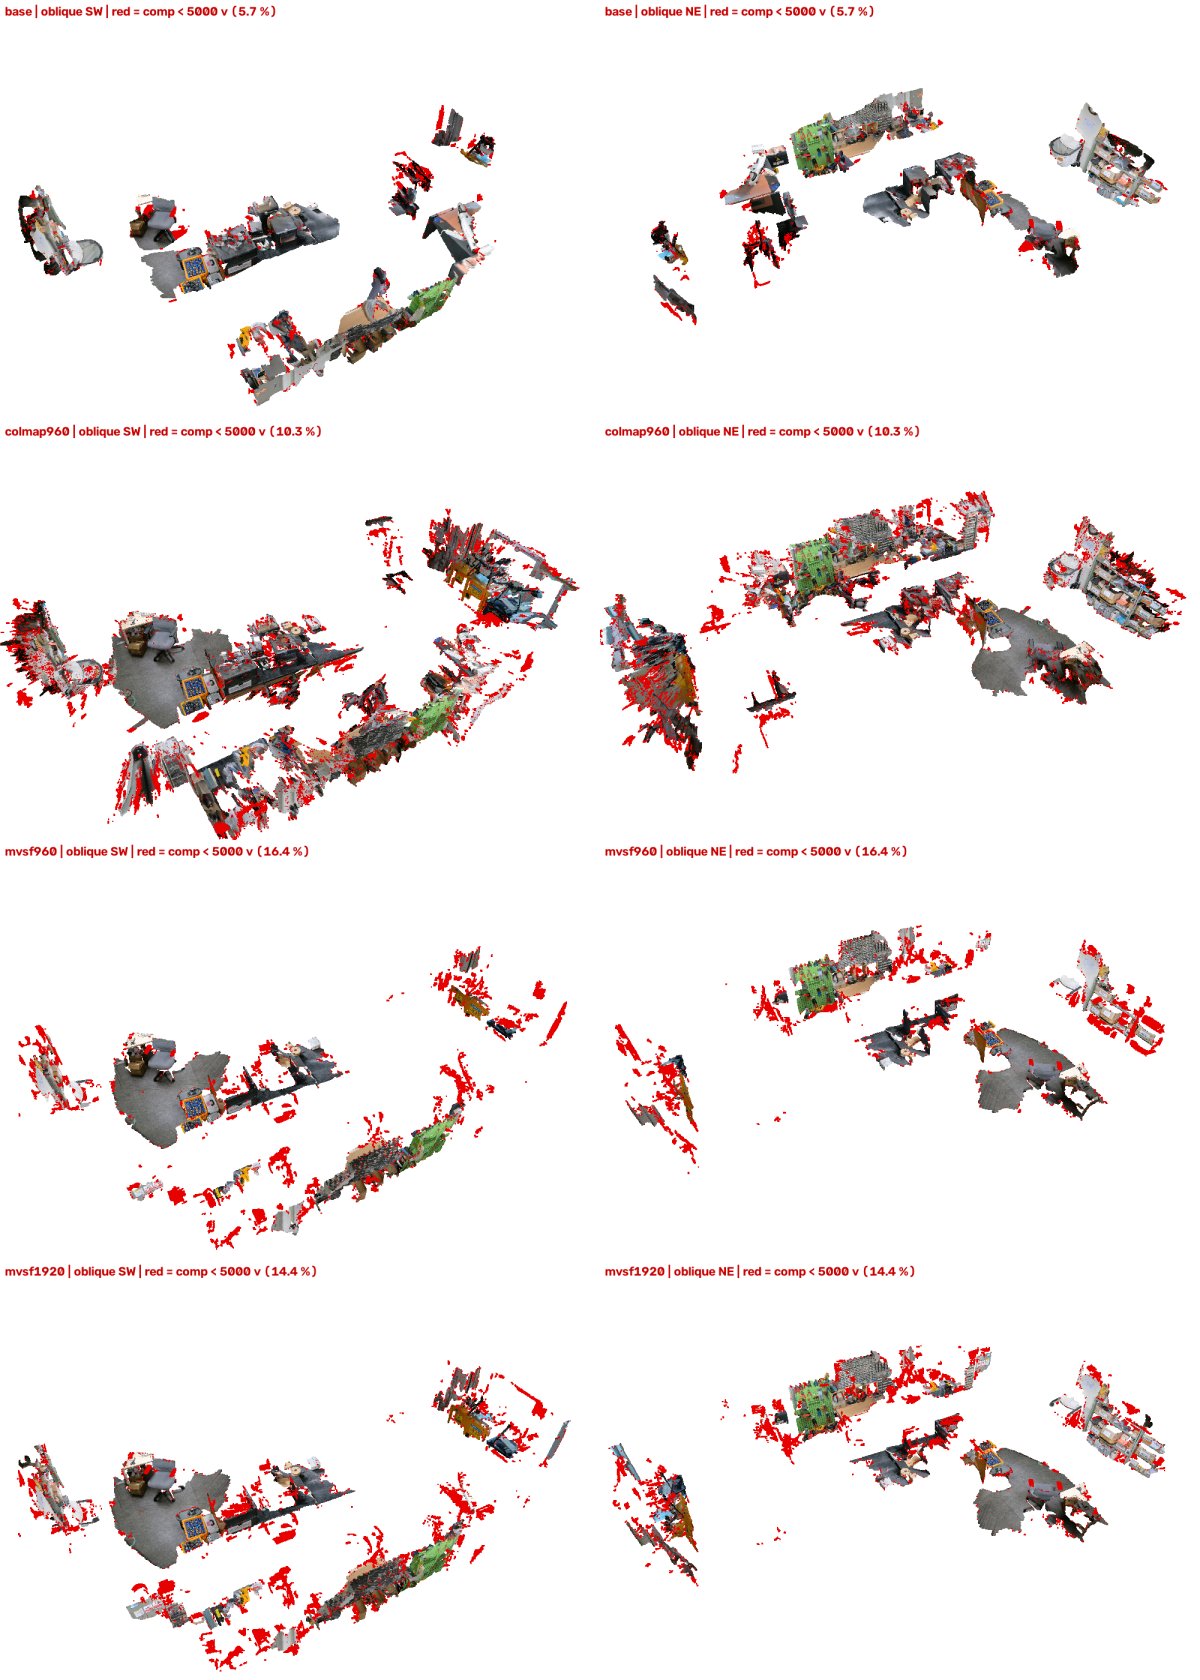 base | oblique SW | red = comp < 5000 v (5.7 %)
base | oblique NE | red = comp < 5000 v (5.7 %)
colmap960 | oblique SW | red = comp < 5000 v (10.3 %)
colmap960 | oblique NE | red = comp < 5000 v (10.3 %)
mvsf960 | oblique SW | red = comp < 5000 v (16.4 %)
mvsf960 | oblique NE | red = comp < 5000 v (16.4 %)
mvsf1920 | oblique SW | red = comp < 5000 v (14.4 %)
mvsf1920 | oblique NE | red = comp < 5000 v (14.4 %)